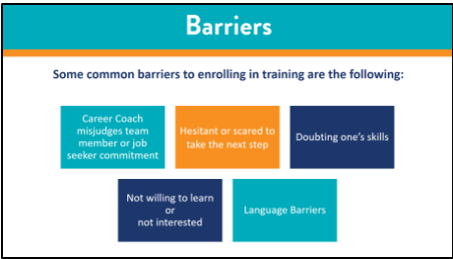 Barriers
Some common barriers to enrolling in training are the following:
Career Coach
misjudges team
member or job
seeker commitment
Hesitant or scared to
take the next step
Doubting one's skills
Not willing to learn
or
not interested
Language Barriers